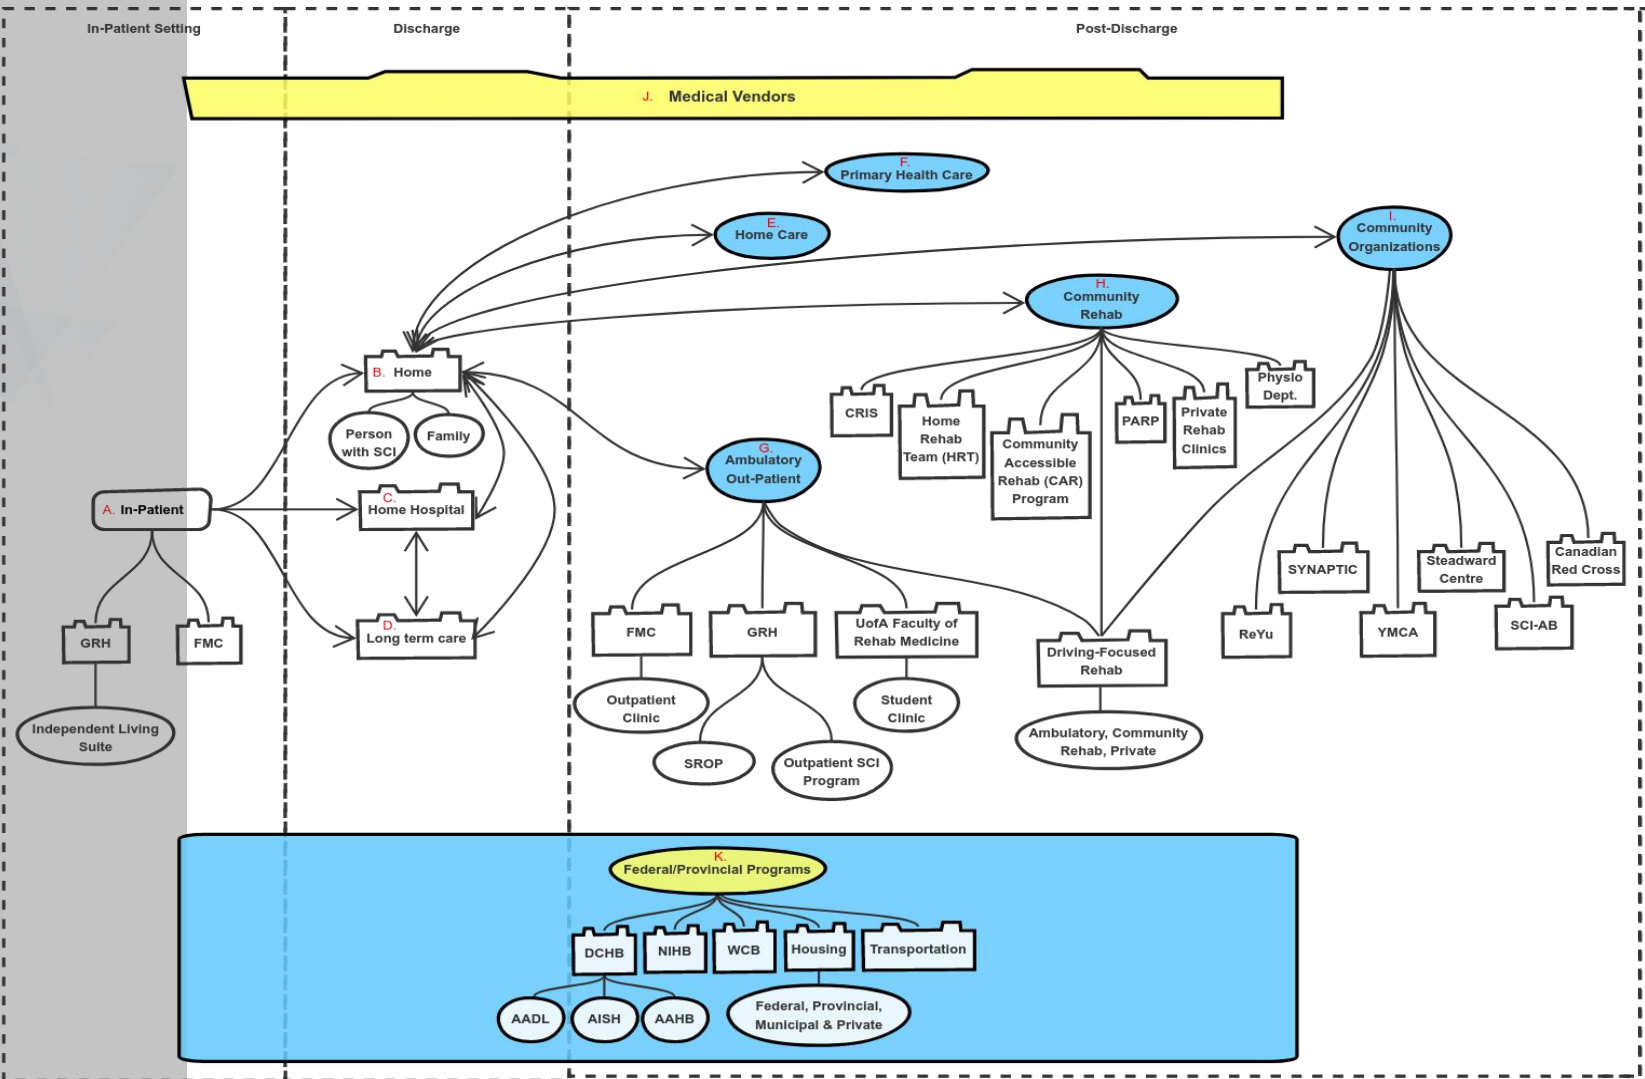 In-Patient Setting
Discharge
Post-Discharge
J. Medical Vendors
F.
Primary Health Care
E.
Home Care
I.
Community
Organizations
H.
Community
Rehab
B. Home
Person
with SCI
Family
CRIS
Home
Rehab
Team (HRT)
Community
Accessible
Rehab (CAR)
Program
PARP
Private
Rehab
Clinics
Physio
Dept.
G.
Ambulatory
Out-Patient
A. In-Patient
C.
Home Hospital
D.
Long term care
GRH
FMC
Independent Living
Suite
FMC
GRH
UofA Faculty of
Rehab Medicine
Outpatient
Clinic
SROP
Outpatient SCI
Program
Student
Clinic
Driving-Focused
Rehab
Ambulatory, Community
Rehab, Private
ReYu
SYNAPTIC
YMCA
Steadward
Centre
SCI-AB
Canadian
Red Cross
K.
Federal/Provincial Programs
DCHB
NIHB
WCB
Housing
Transportation
AADL
AISH
AAHB
Federal, Provincial,
Municipal & Private